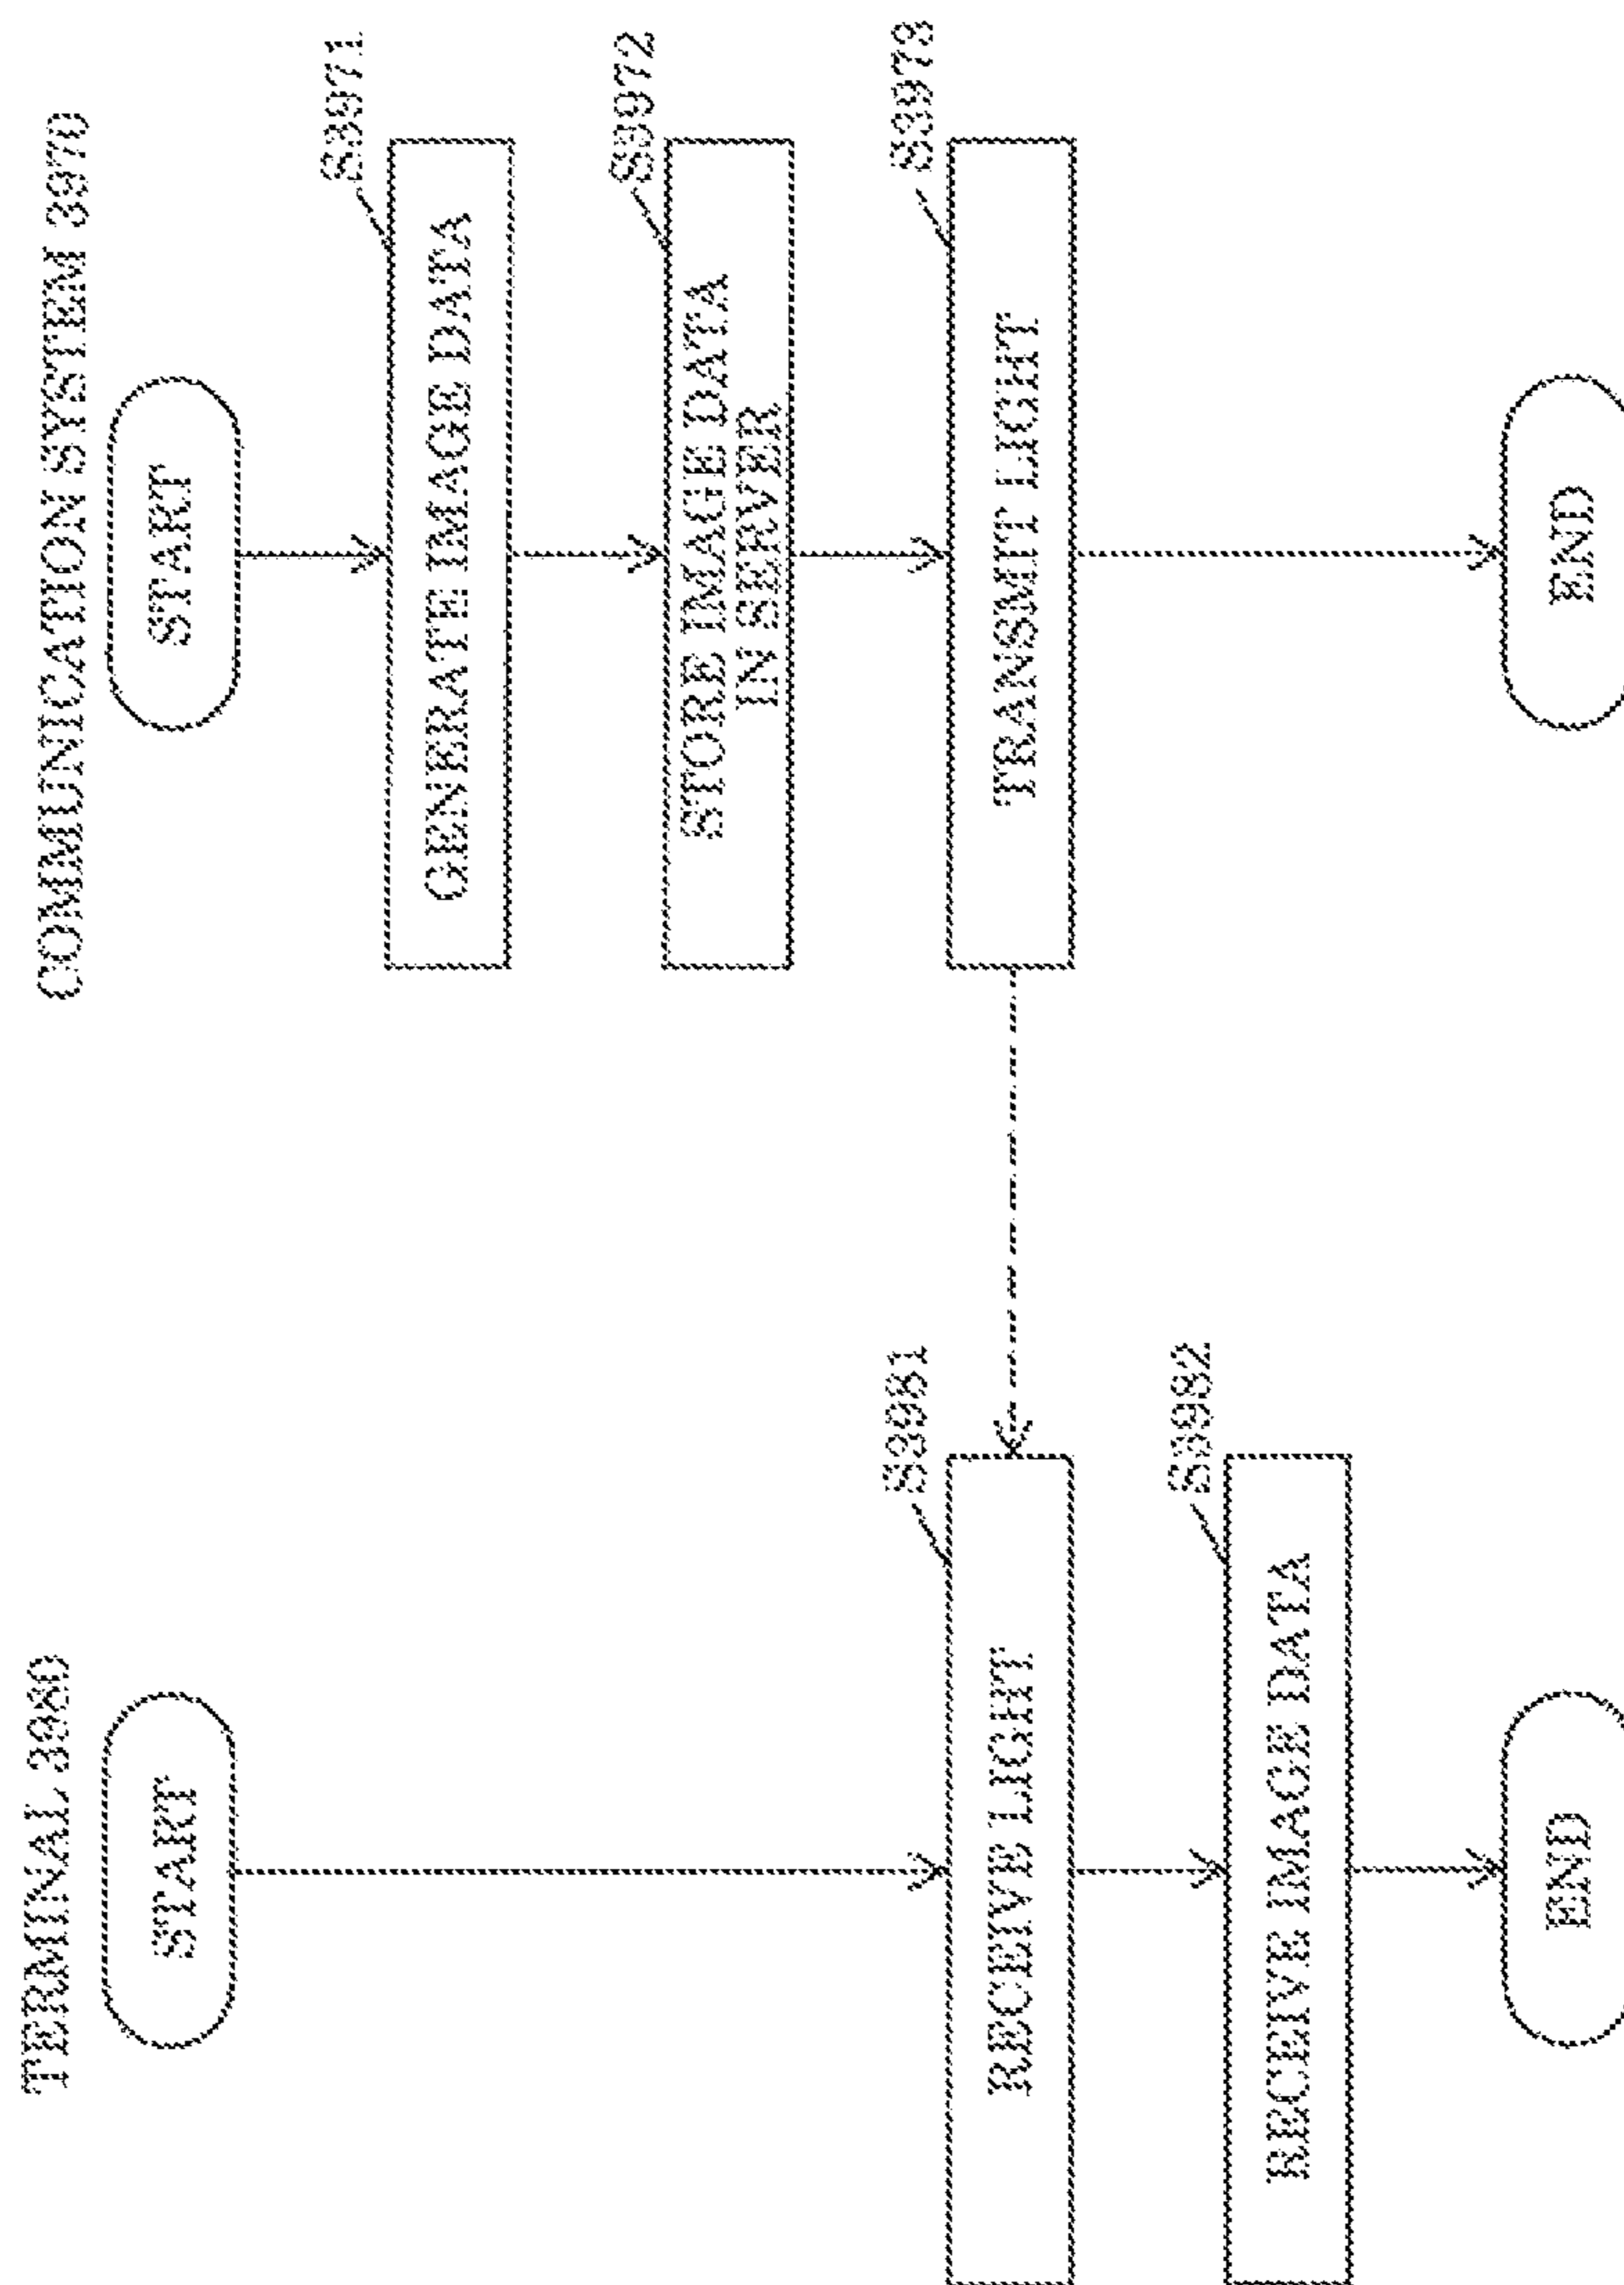 TERMINAL 3980
START
S3981
RECEIVE LIGHT
S3982
RECEIVE IMAGE DATA
END
COMMUNICATION SYSTEM 3970
START
S3971
GENERATE IMAGE DATA
S3972
STORE IMAGE DATA
IN SERVER
S3973
TRANSMIT LIGHT
END